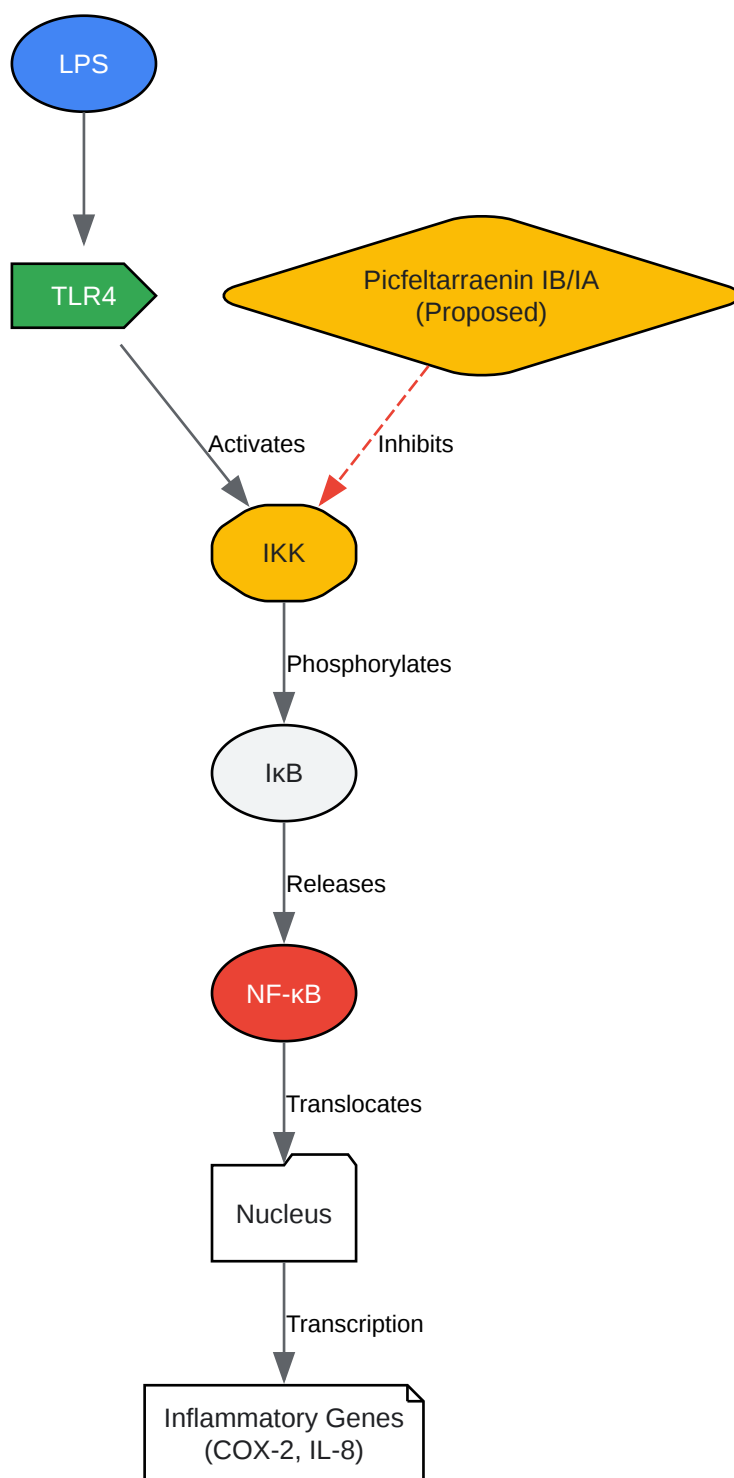 LPS
TLR4
Picfeltarraenin IB/IA
(Proposed)
Activates
Inhibits
IKK
Phosphorylates
IκB
Releases
NF-κB
Translocates
Nucleus
Transcription
Inflammatory Genes
(COX-2, IL-8)